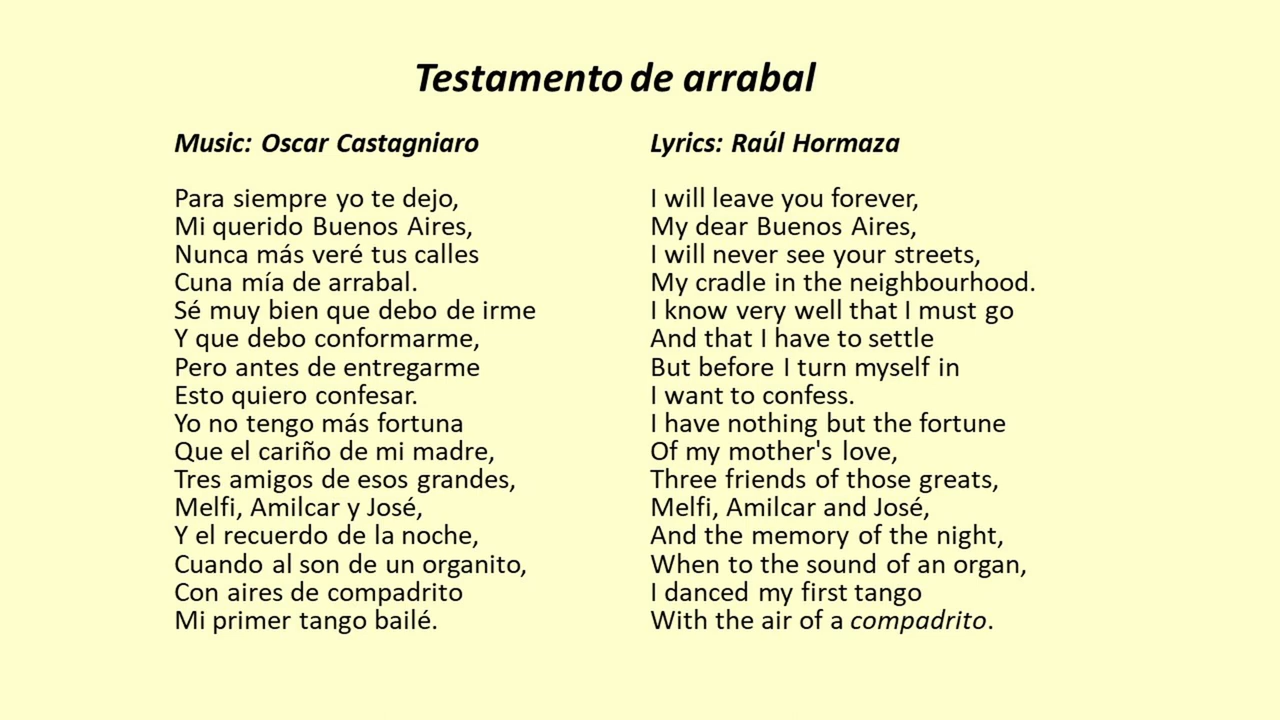 Testamento de arrabal
Music: Oscar Castagniaro
Para siempre yo te dejo,
Mi querido Buenos Aires,
Nunca más veré tus calles
Cuna mía de arrabal.
Sé muy bien que debo de irme
Y que debo conformarme,
Pero antes de entregarme
Esto quiero confesar.
Yo no tengo más fortuna
Que el cariño de mi madre,
Tres amigos de esos grandes,
Melfi, Amilcar y José,
Y el recuerdo de la noche,
Cuando al son de un organito,
Con aires de compadrito
Mi primer tango bailé.
Lyrics: Raúl Hormaza
I will leave you forever,
My dear Buenos Aires,
I will never see your streets,
My cradle in the neighbourhood.
I know very well that I must go
And that I have to settle
But before I turn myself in
I want to confess.
I have nothing but the fortune
Of my mother's love,
Three friends of those greats,
Melfi, Amilcar and José,
And the memory of the night,
When to the sound of an organ,
I danced my first tango
With the air of a compadrito.